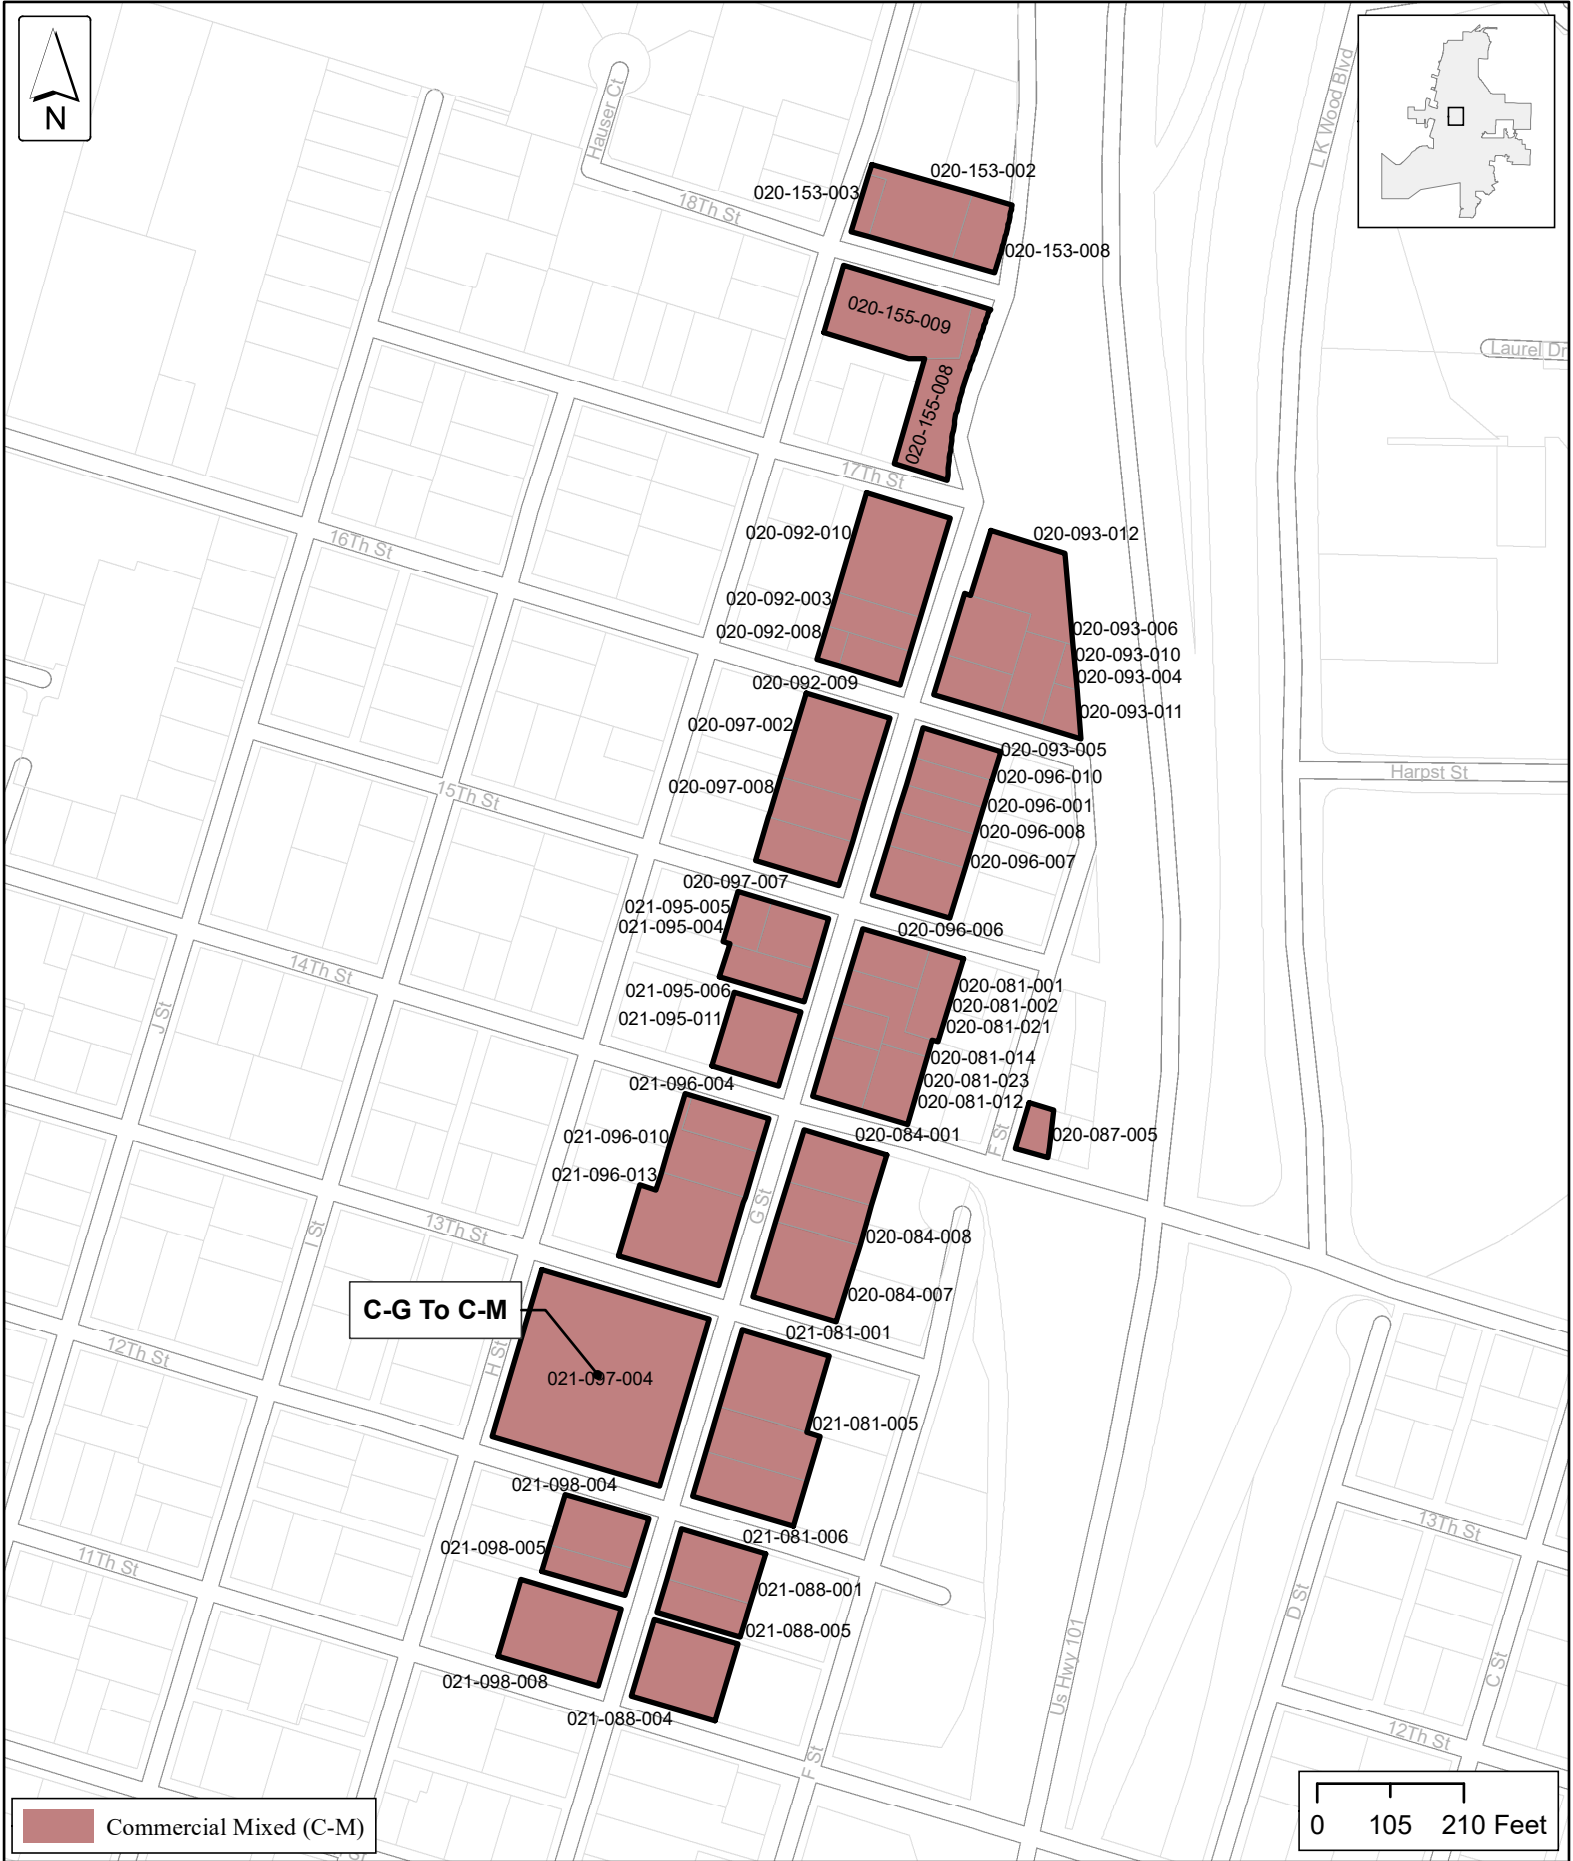 N
Hauser Ct
L K Wood Blvd
020-153-002
020-153-003
18Th St
020-153-008
020-155-009
Laurel Dr
020-155-008
17Th St
020-092-010
020-093-012
16Th St
020-092-003
020-092-008
020-093-006
020-093-010
020-093-004
020-092-009
020-093-011
020-097-002
020-093-005
020-096-010
Harpst St
020-097-008
15Th St
020-096-001
020-096-008
020-096-007
020-097-007
021-095-005
021-095-004
020-096-006
14Th St
021-095-006
020-081-001
020-081-002
J St
021-095-011
020-081-021
020-081-014
021-096-004
020-081-023
020-081-012
021-096-010
020-084-001
F St
020-087-005
021-096-013
G St
I St
13Th St
020-084-008
020-084-007
C-G To C-M
021-081-001
12Th St
H St
021-097-004
021-081-005
021-098-004
13Th St
021-098-005
021-081-006
11Th St
021-088-001
D St
021-088-005
Us Hwy 101
C St
021-098-008
021-088-004
12Th St
F St
Commercial Mixed (C-M)
0 105 210 Feet